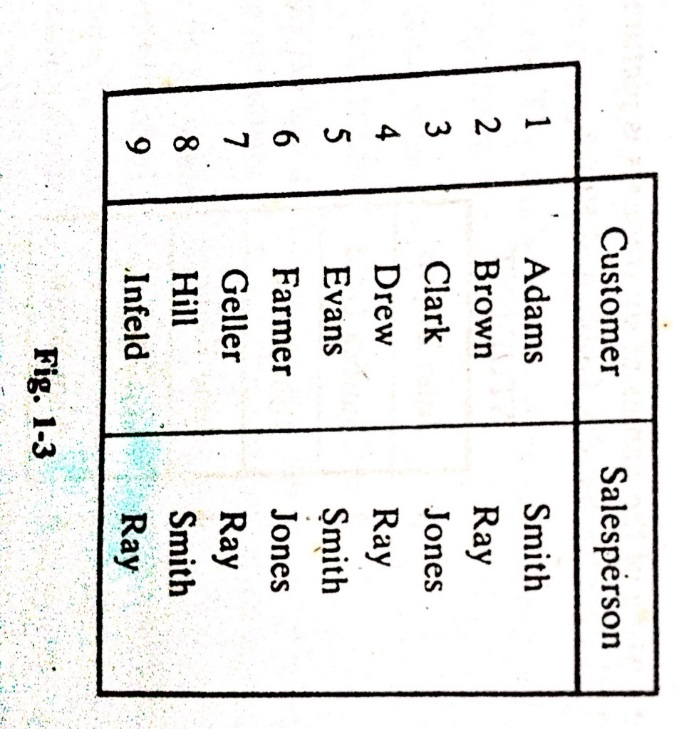 Customer Salesperson
1 Adams Smith
2 Brown Ray
3 Clark Jones
4 Drew Ray
5 Evans Smith
6 Farmer Jones
7 Geller Ray
8 Hill Smith
9 Infeld Ray
Fig. 1-3